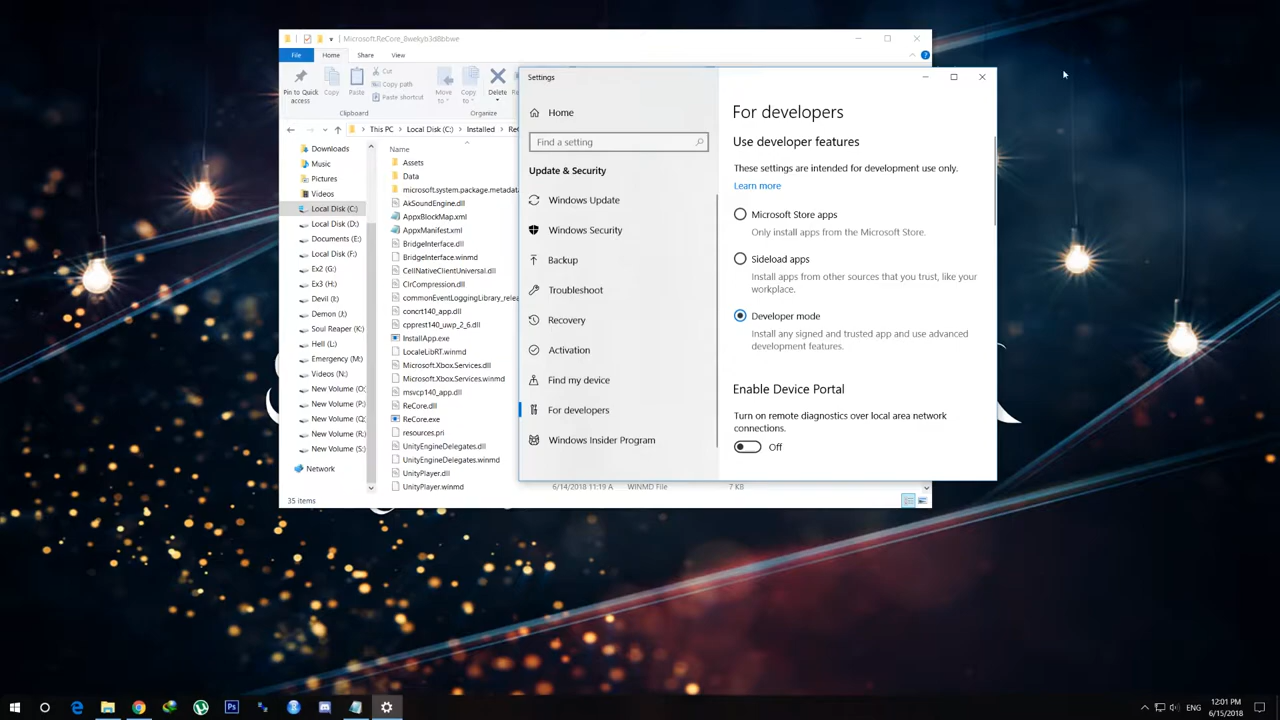 Microsoft.ReCore_8wekyb3d8bbwe
File
Home
Share
View
Pin to Quick
access
Copy
Paste
Cut
Copy path
Paste shortcut
Clipboard
Move
to
Copy
to
Delete
Organize
This PC
Local Disk (C:)
Installed
Downloads
Music
Pictures
Videos
Local Disk (C:)
Local Disk (D:)
Documents (E:)
Local Disk (F:)
Ex2 (G:)
Ex3 (H:)
Devil (I:)
Demon (J:)
Soul Reaper (K:)
Hell (L:)
Emergency (M:)
Videos (N:)
New Volume (O:
New Volume (P:)
New Volume (Q:
New Volume (R:)
New Volume (S:)
Network
35 items
Name
Assets
Data
microsoft.system.package.metadata
AkSoundEngine.dll
AppxBlockMap.xml
AppxManifest.xml
BridgeInterface.dll
BridgeInterface.winmd
CellNativeClientUniversal.dll
ClrCompression.dll
commonEventLoggingLibrary_relea
concrt140_app.dll
cpprest140_uwp_2_6.dll
InstallApp.exe
LocaleLibRT.winmd
Microsoft.Xbox.Services.dll
Microsoft.Xbox.Services.winmd
msvcp140_app.dll
ReCore.dll
ReCore.exe
resources.pri
UnityEngineDelegates.dll
UnityEngineDelegates.winmd
UnityPlayer.dll
UnityPlayer.winmd
6/14/2018 11:19 A
WINMD File
7 KB
Settings
Home
Find a setting
Update & Security
Windows Update
Windows Security
Backup
Troubleshoot
Recovery
Activation
Find my device
For developers
Windows Insider Program
For developers
Use developer features
These settings are intended for development use only.
Learn more
Microsoft Store apps
Only install apps from the Microsoft Store.
Sideload apps
Install apps from other sources that you trust, like your
workplace.
Developer mode
Install any signed and trusted app and use advanced
development features.
Enable Device Portal
Turn on remote diagnostics over local area network
connections.
Off
Ps
ENG
12:01 PM
6/15/2018